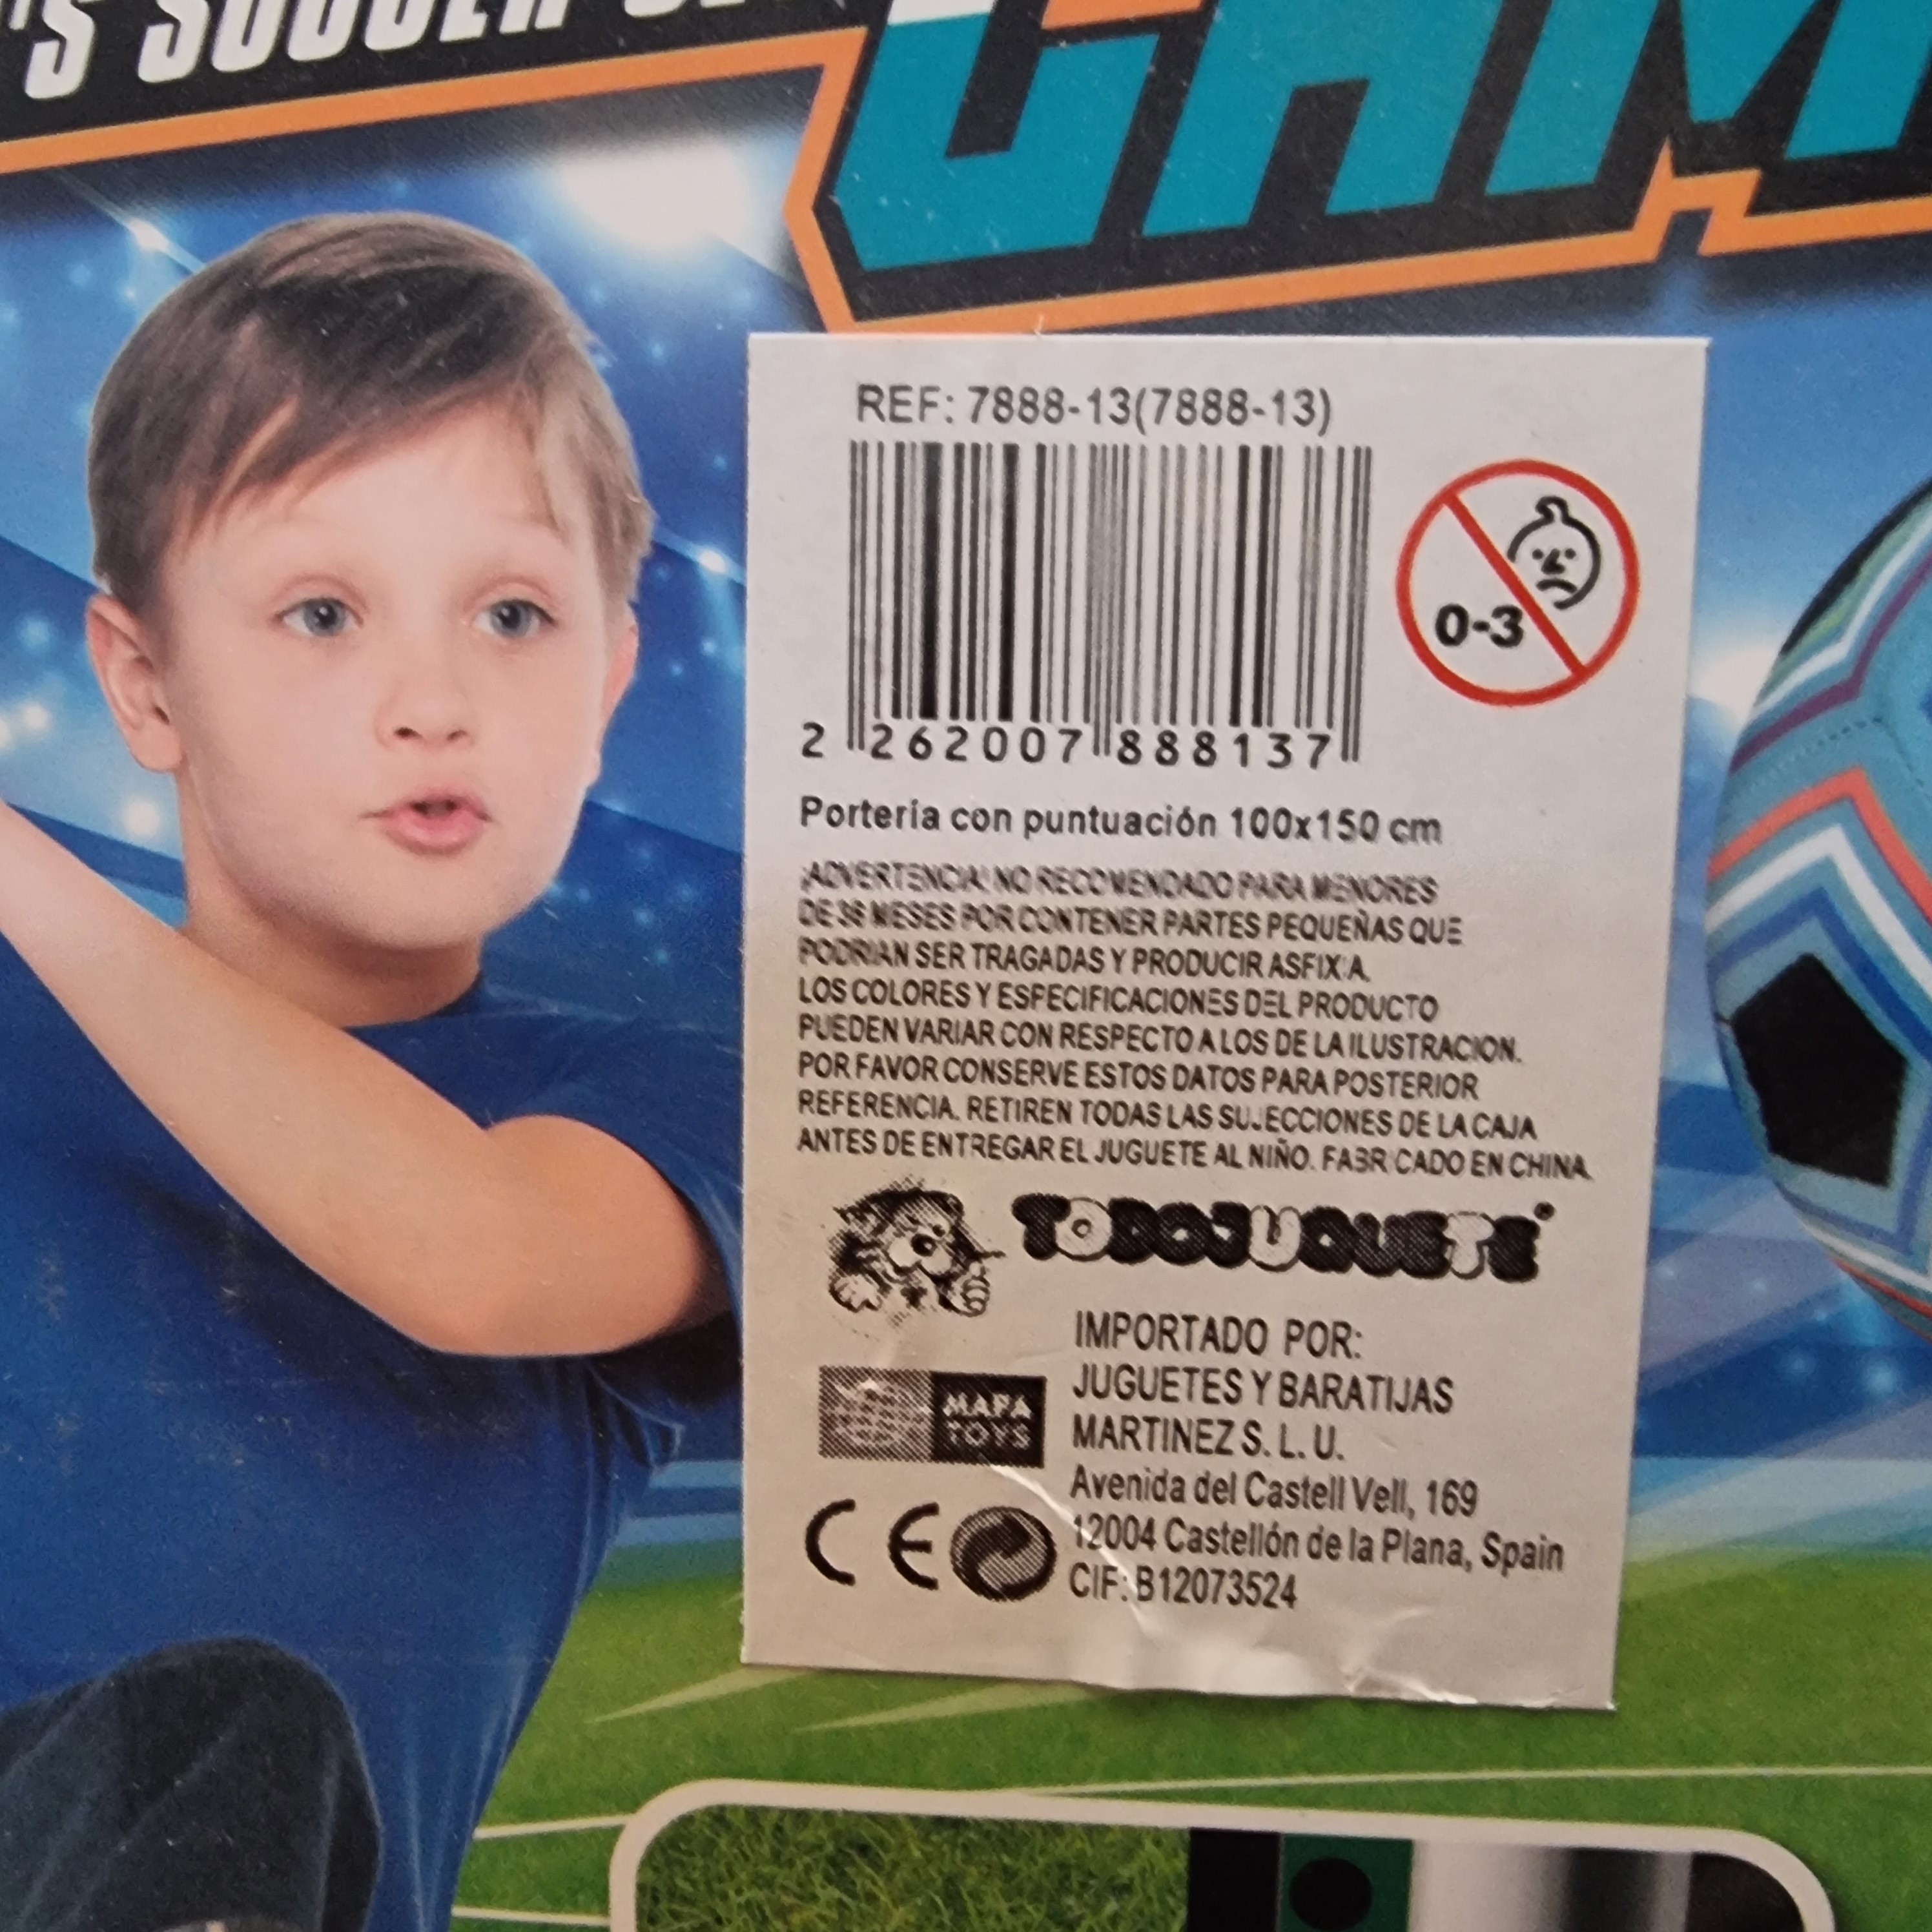 'S SOCCER
GAM
REF: 7888-13(7888-13)
0-3
2 262007 888137
Portería con puntuación 100x150 cm
¡ADVERTENCIA! NO RECOMENDADO PARA MENORES
DE 36 MESES POR CONTENER PARTES PEQUEÑAS QUE
PODRIAN SER TRAGADAS Y PRODUCIR ASFIXIA.
LOS COLORES Y ESPECIFICACIONES DEL PRODUCTO
PUEDEN VARIAR CON RESPECTO A LOS DE LA ILUSTRACION.
POR FAVOR CONSERVE ESTOS DATOS PARA POSTERIOR
REFERENCIA. RETIREN TODAS LAS SUJECCIONES DE LA CAJA
ANTES DE ENTREGAR EL JUGUETE AL NIÑO. FABRICADO EN CHINA.
TODOJUGUETE®
MAPA
TOYS
CE
IMPORTADO POR:
JUGUETES Y BARATIJAS
MARTINEZ S. L. U.
Avenida del Castell Vell, 169
12004 Castellón de la Plana, Spain
CIF: B12073524